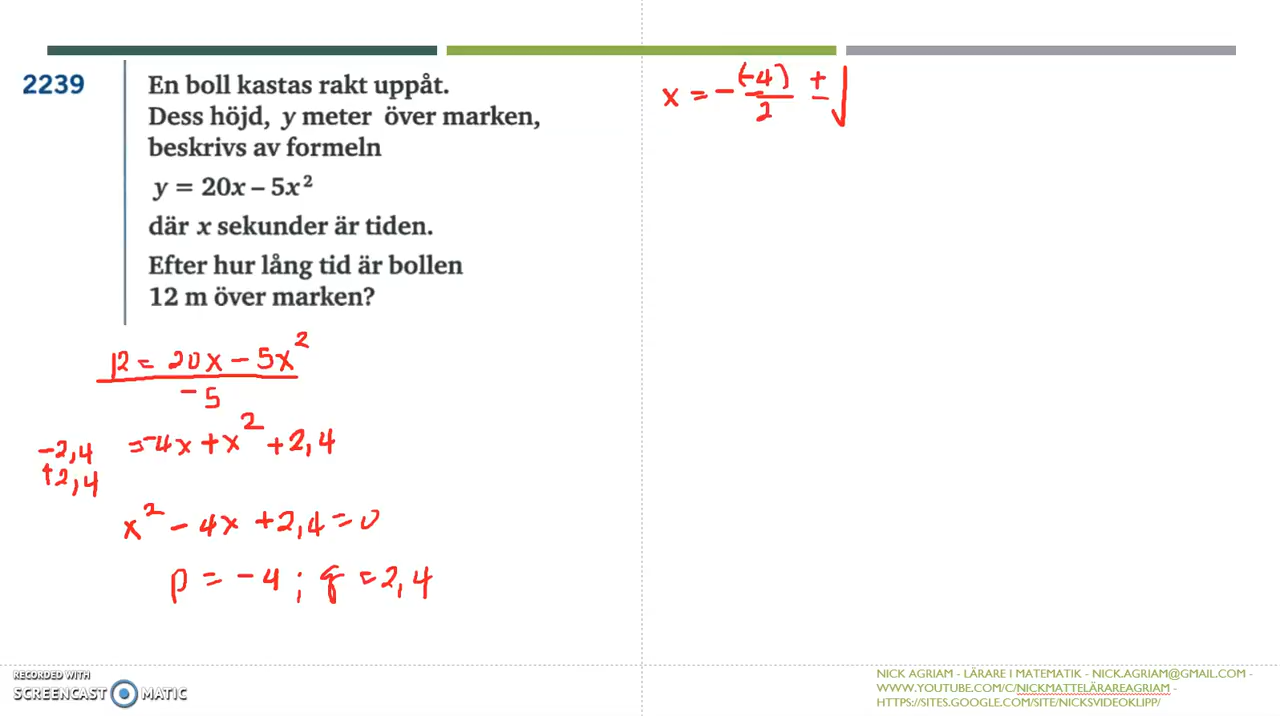 2239
En boll kastas rakt uppåt.
Dess höjd, y meter över marken,
beskrivs av formeln
y = 20x – 5x²
där x sekunder är tiden.
Efter hur lång tid är bollen
12 m över marken?
12 = 20x - 5x²
-5
-2,4 = -4x + x² + 2,4
+2,4
x² - 4x + 2,4 = 0
p = -4 ; q = 2,4
x = - (-4)/2 ± √
RECORDED WITH
SCREENCAST MATIC
NICK AGRIAM - LÄRARE I MATEMATIK - NICK.AGRIAM@GMAIL.COM -
WWW.YOUTUBE.COM/C/NICKMATTELÄRAREAGRIAM -
HTTPS://SITES.GOOGLE.COM/SITE/NICKSVIDEOKLIPP/